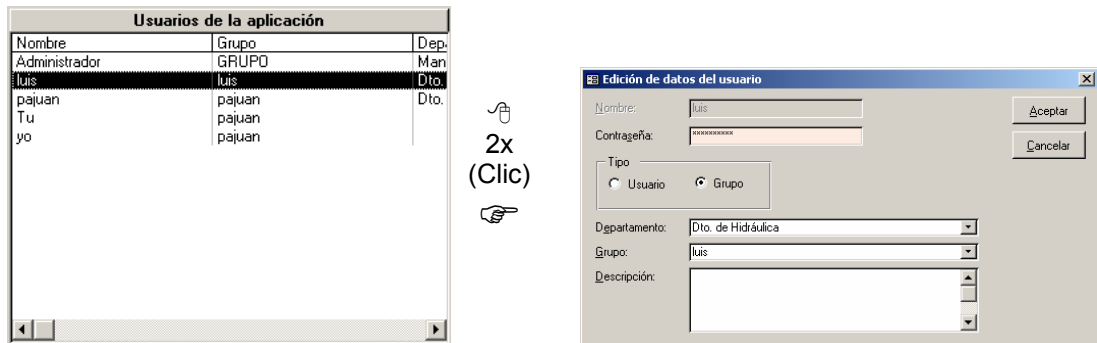 Usuarios de la aplicación
Nombre Grupo Dep
Administrador GRUPO Man
luis luis Dto.
pajuan pajuan Dto.
Tu pajuan
yo pajuan
2x
(Clic)
Edición de datos del usuario
Nombre: luis
Contraseña: **********
Tipo
Usuario Grupo
Departamento: Dto. de Hidráulica
Grupo: luis
Descripción:
Aceptar
Cancelar